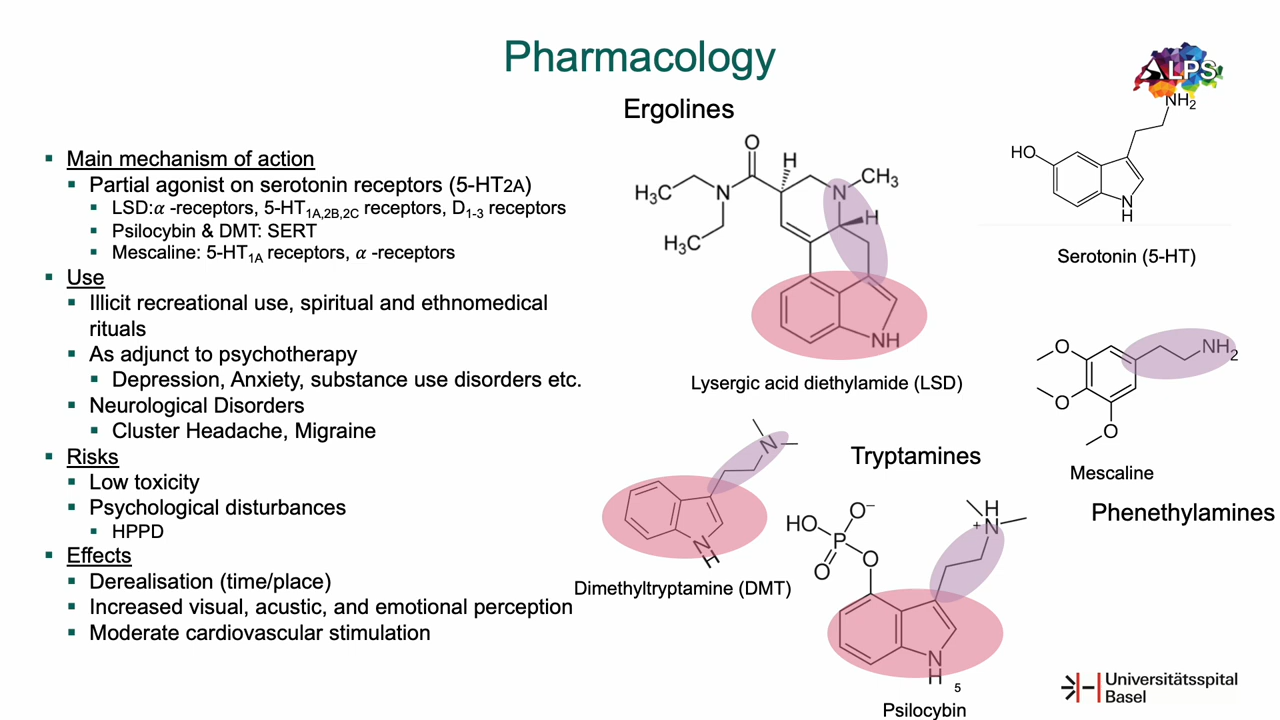 Pharmacology
ALPS
Ergolines
▪ Main mechanism of action
▪ Partial agonist on serotonin receptors (5-HT2A)
▪ LSD:α -receptors, 5-HT1A,2B,2C receptors, D1-3 receptors
▪ Psilocybin & DMT: SERT
▪ Mescaline: 5-HT1A receptors, α -receptors
▪ Use
▪ Illicit recreational use, spiritual and ethnomedical
rituals
▪ As adjunct to psychotherapy
▪ Depression, Anxiety, substance use disorders etc.
▪ Neurological Disorders
▪ Cluster Headache, Migraine
▪ Risks
▪ Low toxicity
▪ Psychological disturbances
▪ HPPD
▪ Effects
▪ Derealisation (time/place)
▪ Increased visual, acustic, and emotional perception
▪ Moderate cardiovascular stimulation
O
H
H3C
N
N
CH3
H
H3C
NH
Lysergic acid diethylamide (LSD)
NH2
HO
N
H
Serotonin (5-HT)
O
NH2
O
O
Mescaline
Phenethylamines
Tryptamines
N
N
H
Dimethyltryptamine (DMT)
O−
HO
P
O
O
H
+
N
N
H
5
Psilocybin
Universitätsspital
Basel